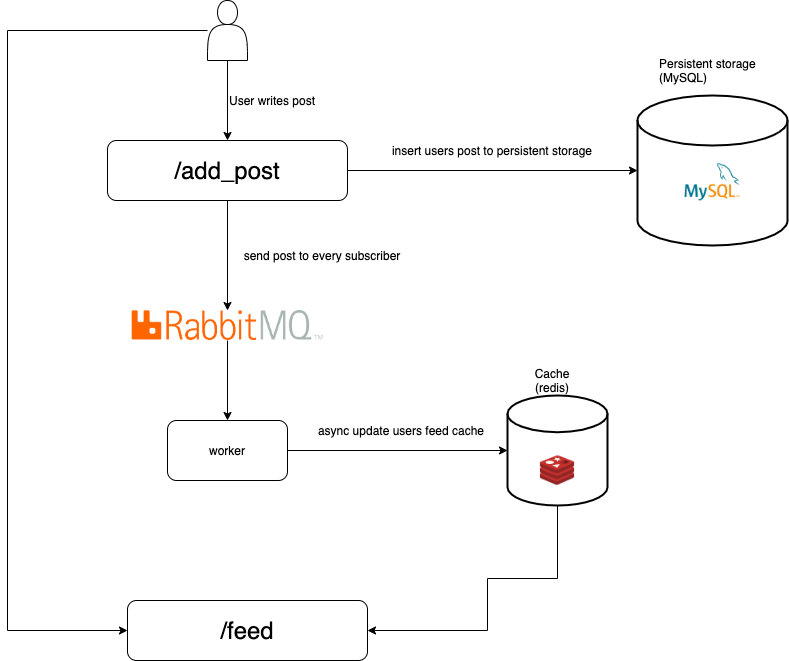 User writes post
Persistent storage
(MySQL)
/add_post
insert users post to persistent storage
MySQL™
send post to every subscriber
RabbitMQ™
Cache
(redis)
worker
async update users feed cache
/feed